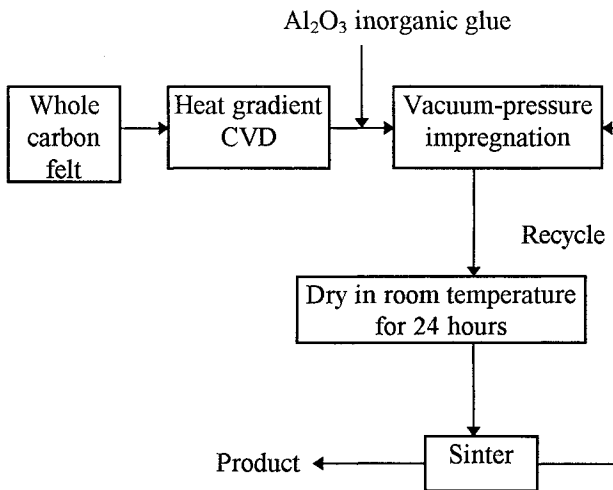 Al₂O₃ inorganic glue
Whole
carbon
felt
Heat gradient
CVD
Vacuum-pressure
impregnation
Recycle
Dry in room temperature
for 24 hours
Product
Sinter